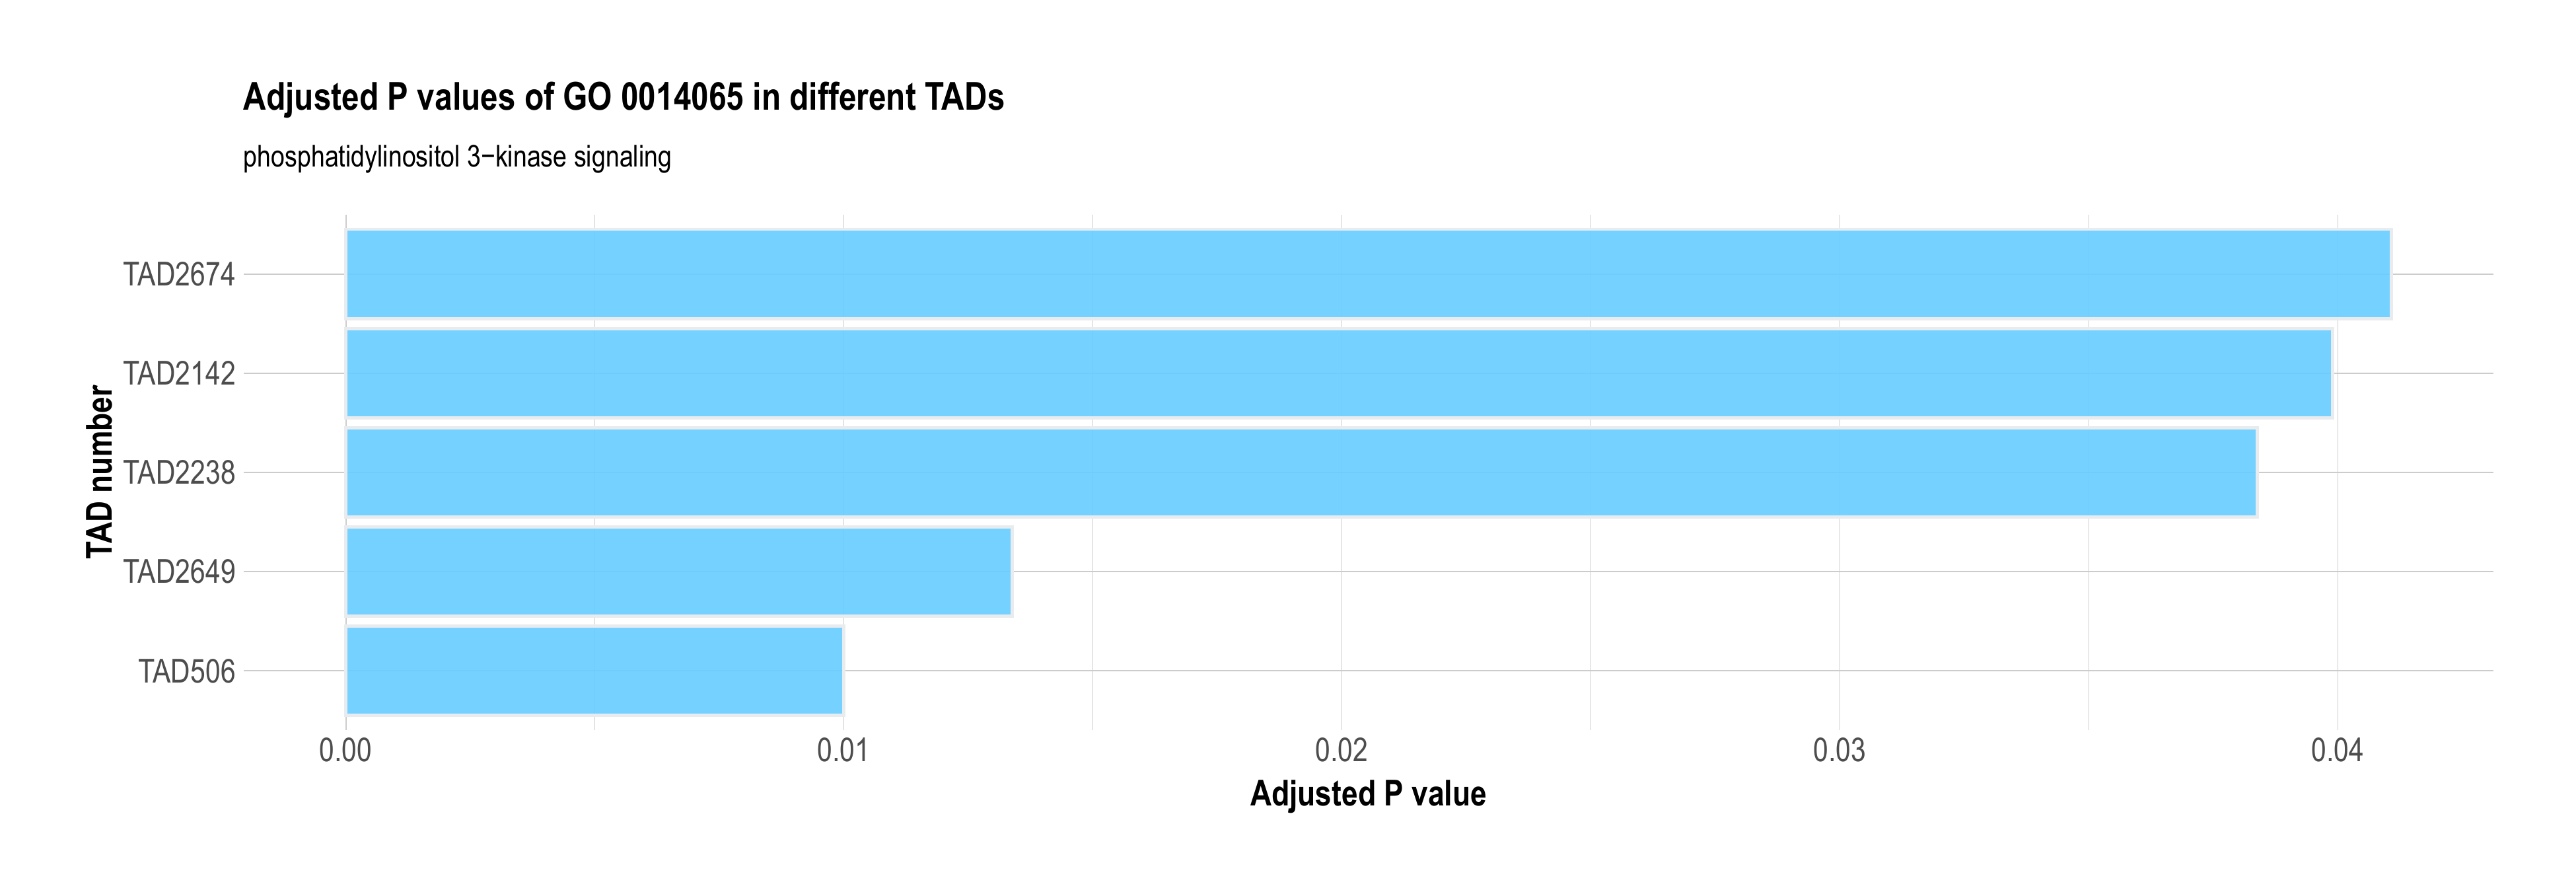 Adjusted P values of GO 0014065 in different TADs
phosphatidylinositol 3−kinase signaling
TAD number
TAD2674
TAD2142
TAD2238
TAD2649
TAD506
0.00 0.01 0.02 0.03 0.04
Adjusted P value